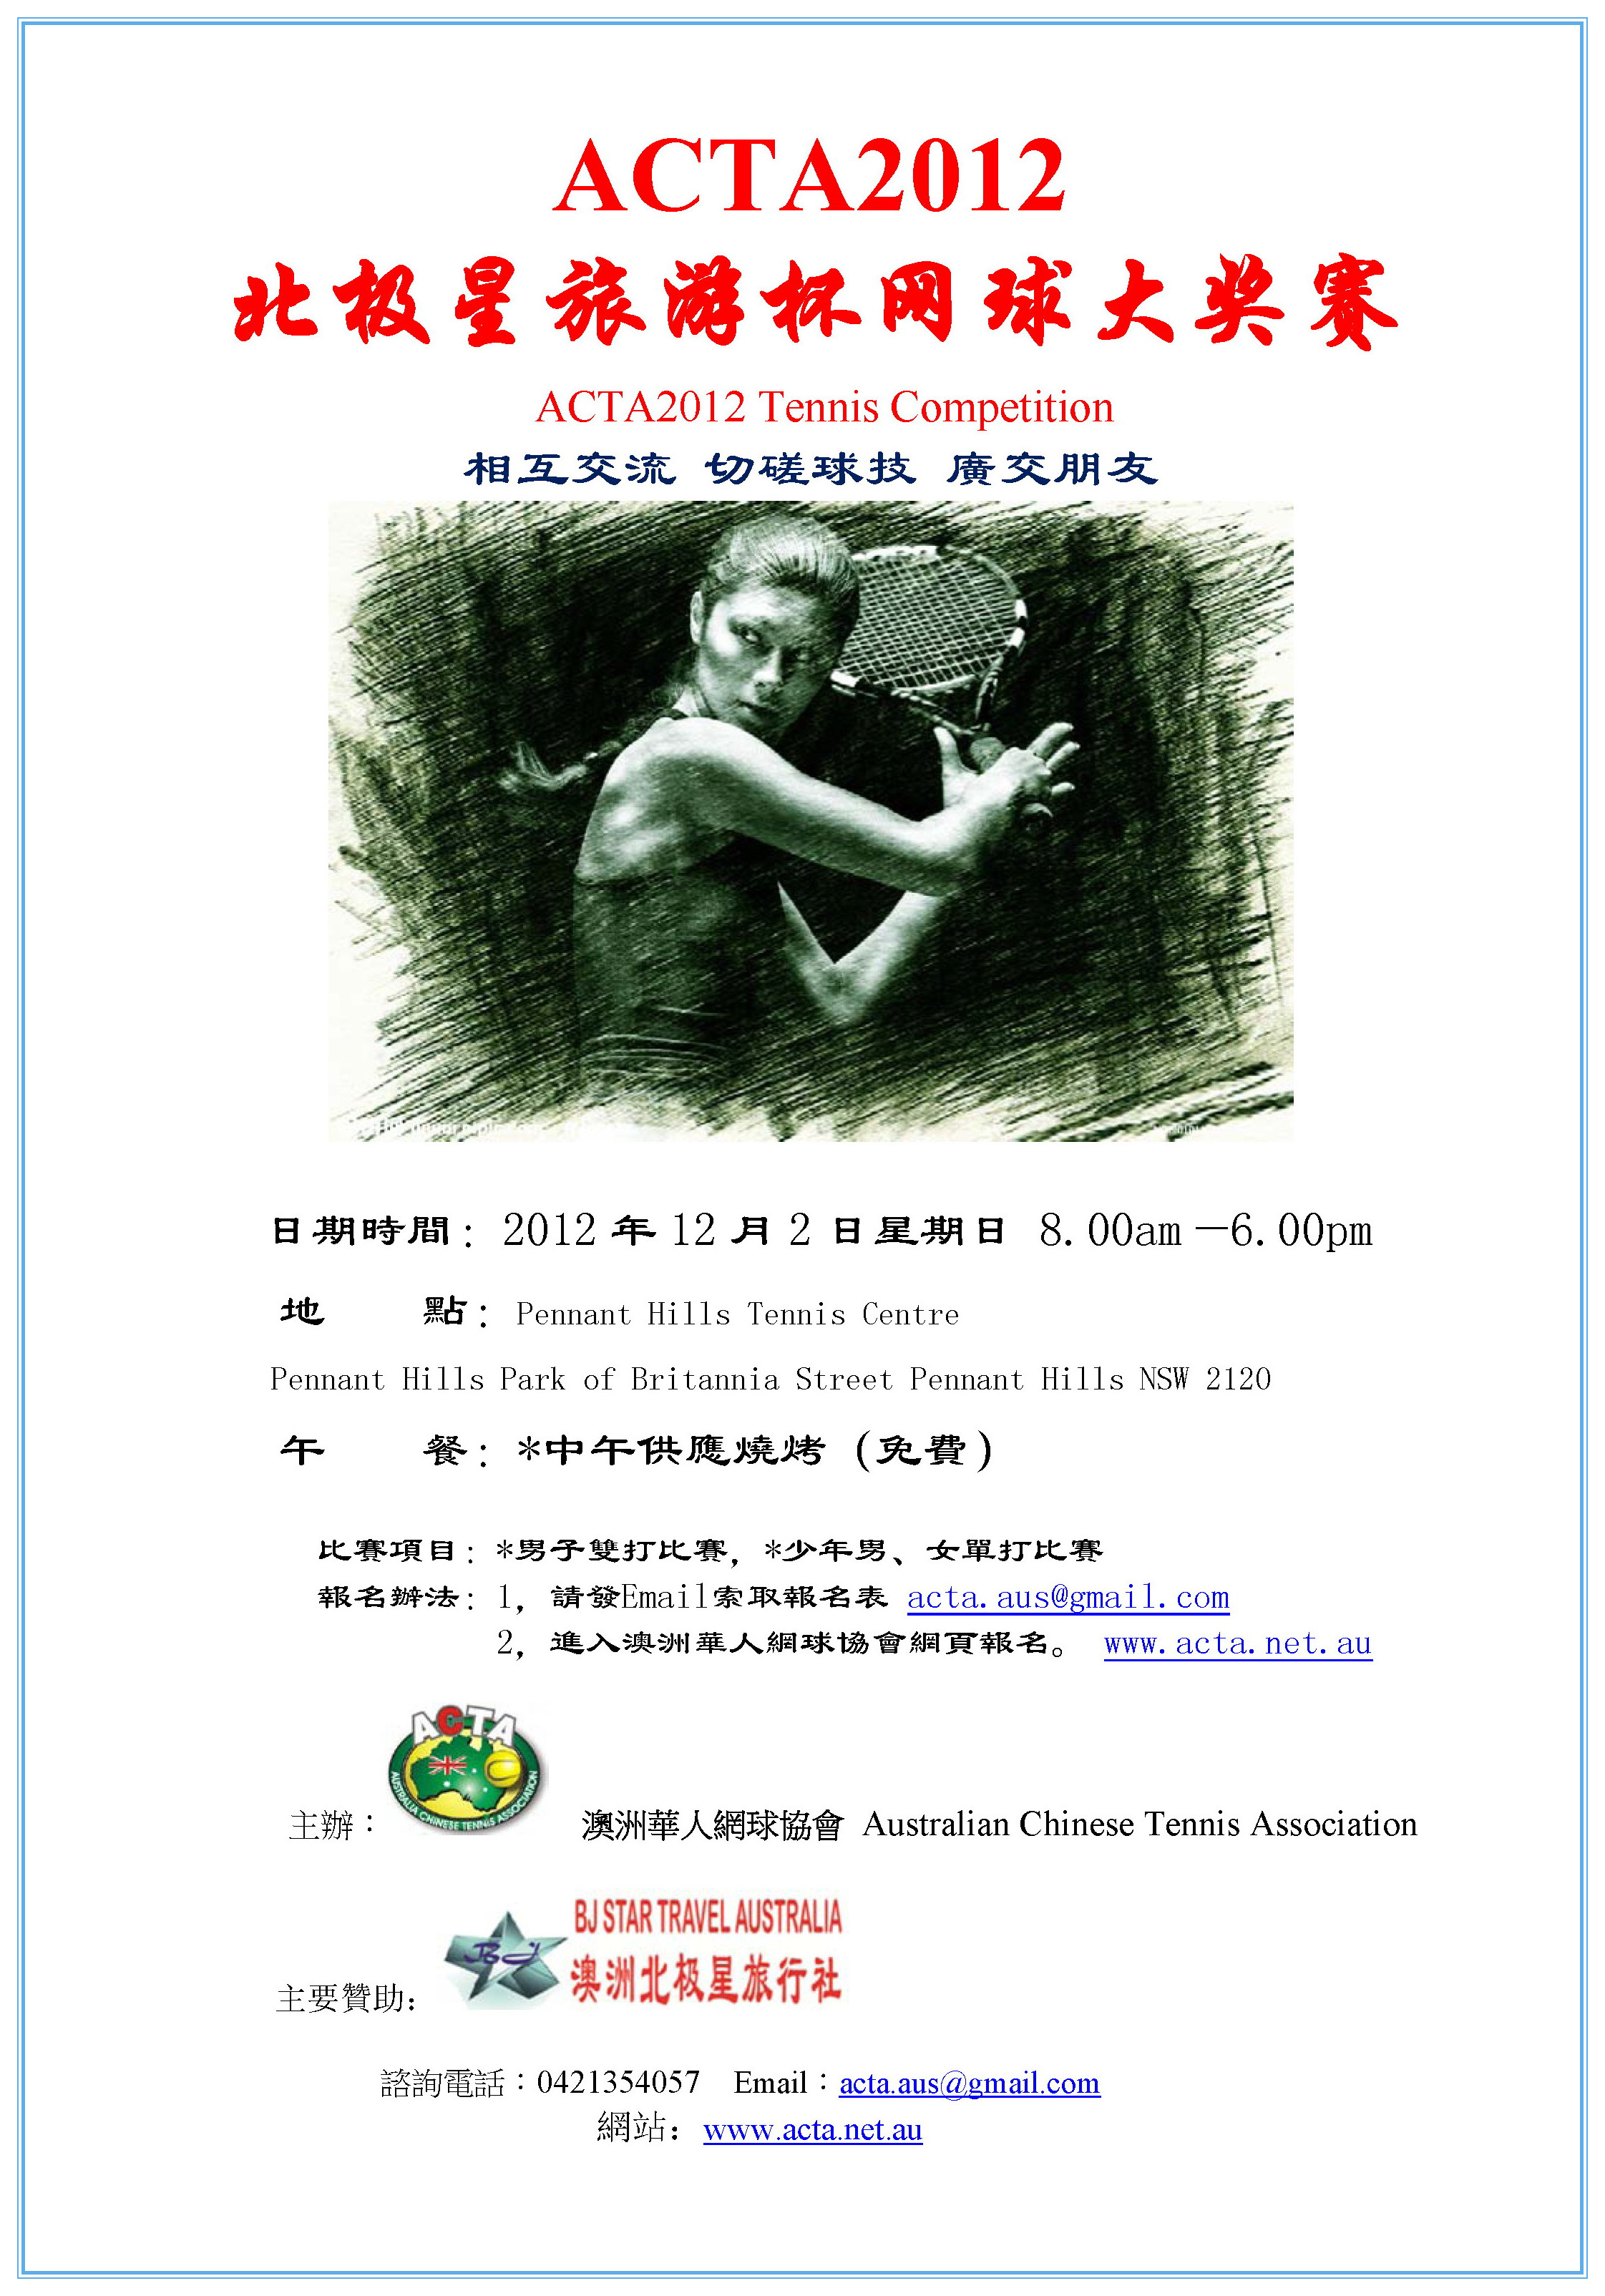 ACTA2012
北极星旅游杯网球大奖赛
ACTA2012 Tennis Competition
相互交流 切磋球技 廣交朋友
日期時間: 2012 年 12 月 2 日星期日 8.00am —6.00pm
地 點: Pennant Hills Tennis Centre
Pennant Hills Park of Britannia Street Pennant Hills NSW 2120
午 餐: *中午供應燒烤 (免費)
比賽項目: *男子雙打比賽, *少年男、女單打比賽
報名辦法: 1, 請發Email索取報名表 acta.aus@gmail.com
2, 進入澳洲華人網球協會網頁報名。 www.acta.net.au
ACTA
AUSTRALIA CHINESE TENNIS ASSOCIATION
主辦：
澳洲華人網球協會 Australian Chinese Tennis Association
BJ
BJ STAR TRAVEL AUSTRALIA
澳洲北极星旅行社
主要贊助:
諮詢電話：0421354057 Email：acta.aus@gmail.com
網站: www.acta.net.au